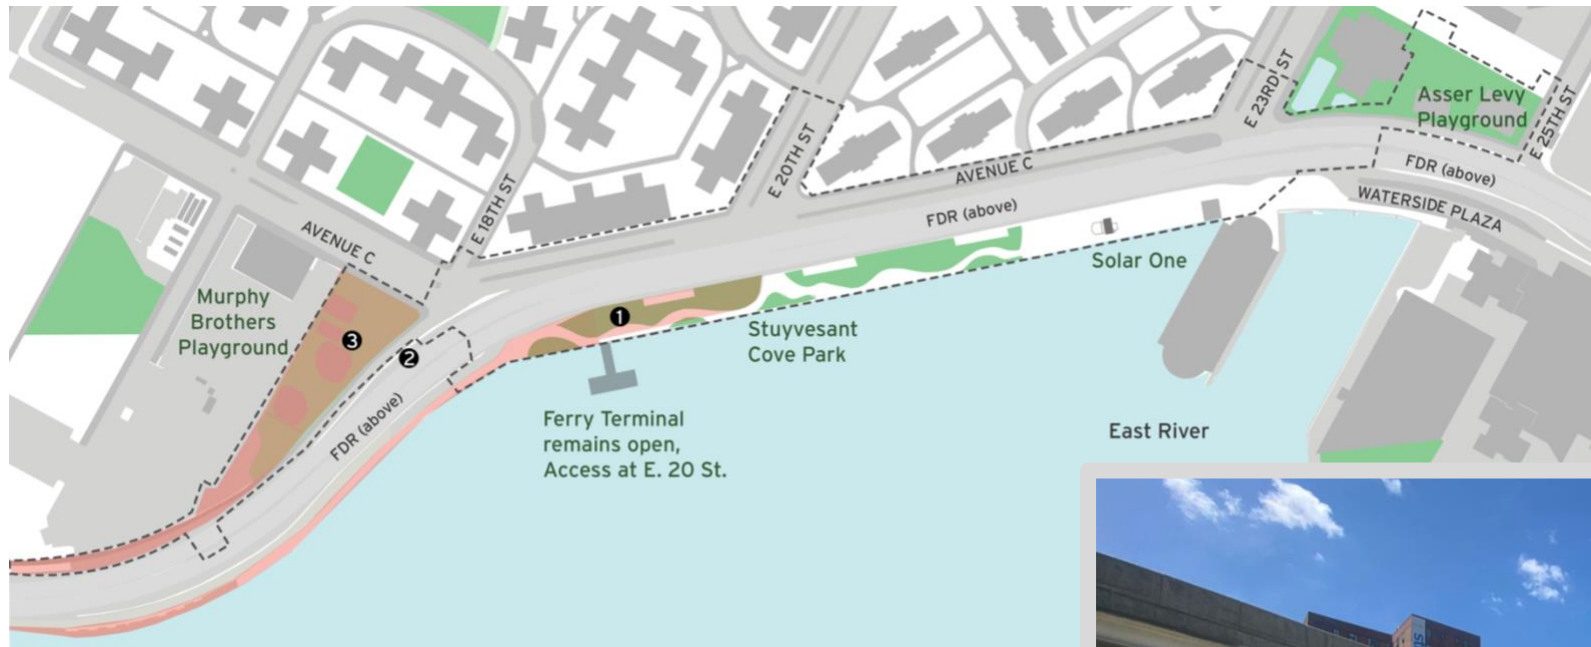 Asser Levy
Playground
E 23RD ST
E 25TH ST
FDR (above)
WATERSIDE PLAZA
E 20TH ST
AVENUE C
FDR (above)
E 18TH ST
AVENUE C
Solar One
Murphy
Brothers
Playground
3
2
1
Stuyvesant
Cove Park
FDR (above)
Ferry Terminal
remains open,
Access at E. 20 St.
East River